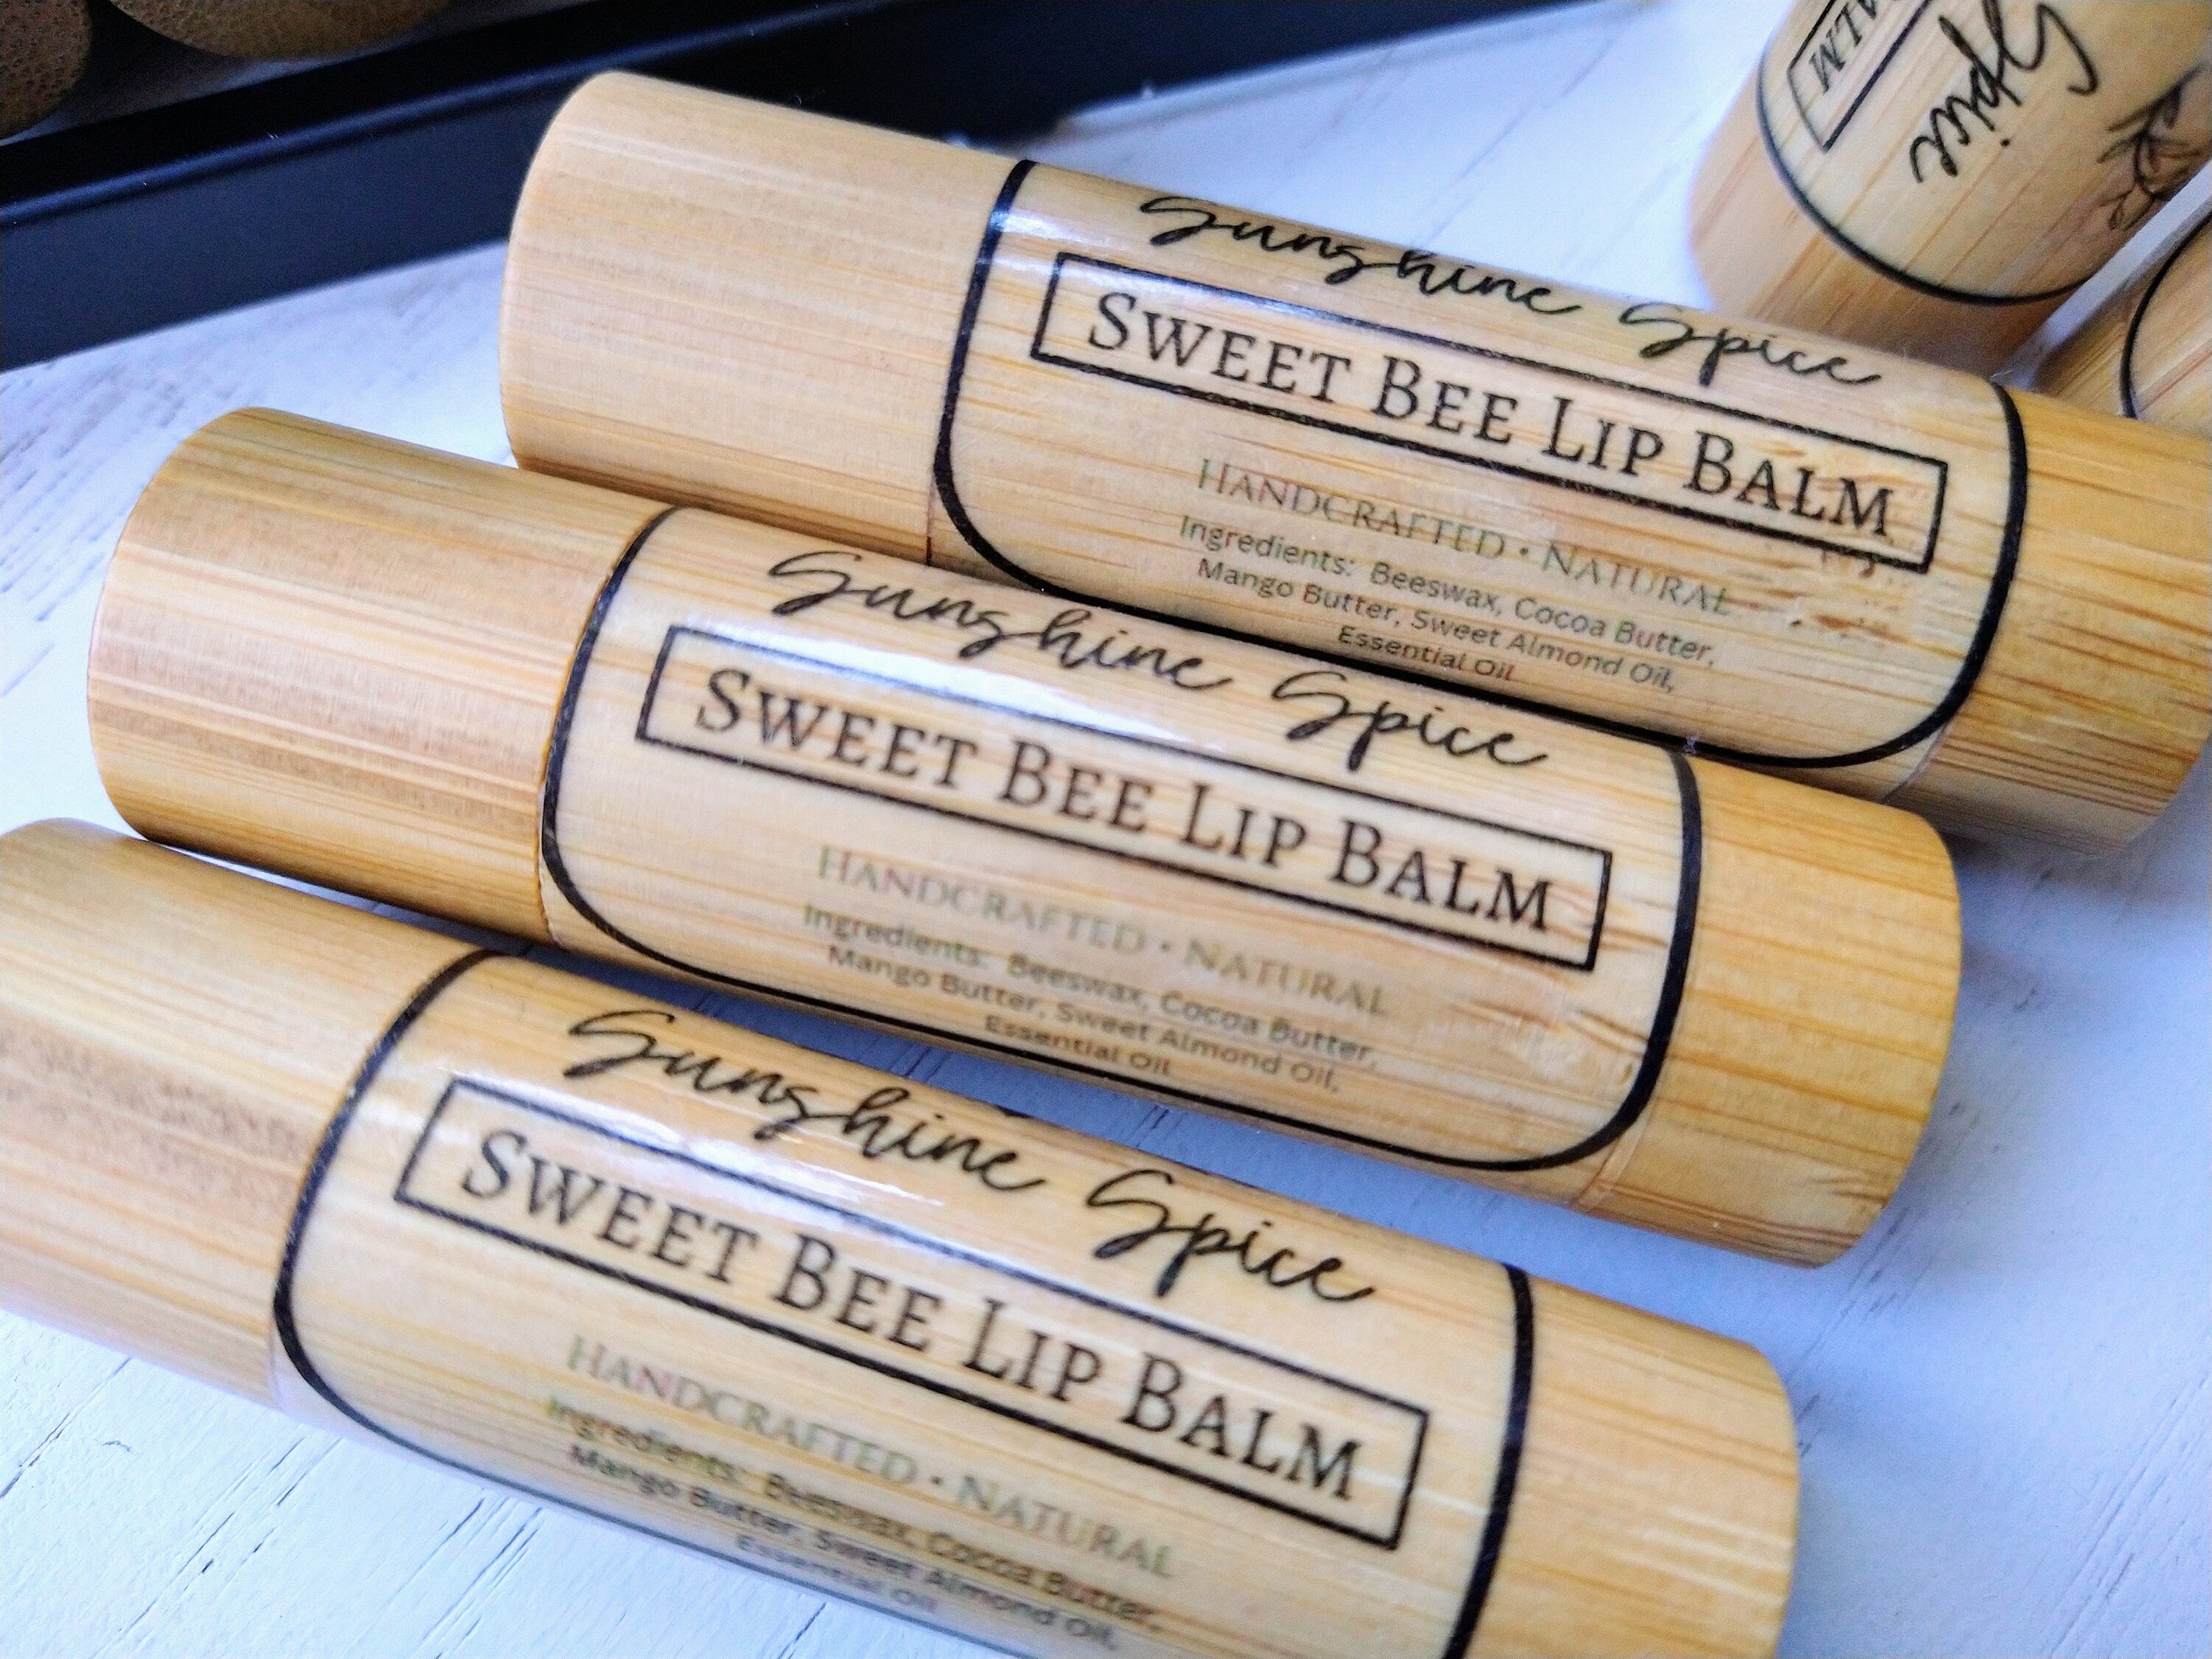 Sunshine Spice
SWEET BEE LIP BALM
HANDCRAFTED • NATURAL
Ingredients: Beeswax, Cocoa Butter,
Mango Butter, Sweet Almond Oil,
Essential Oil
Sunshine Spice
SWEET BEE LIP BALM
HANDCRAFTED • NATURAL
Ingredients: Beeswax, Cocoa Butter,
Mango Butter, Sweet Almond Oil,
Essential Oil
Sunshine Spice
SWEET BEE LIP BALM
HANDCRAFTED • NATURAL
Ingredients: Beeswax, Cocoa Butter,
Mango Butter, Sweet Almond Oil,
Essential Oil
Spice
BALM